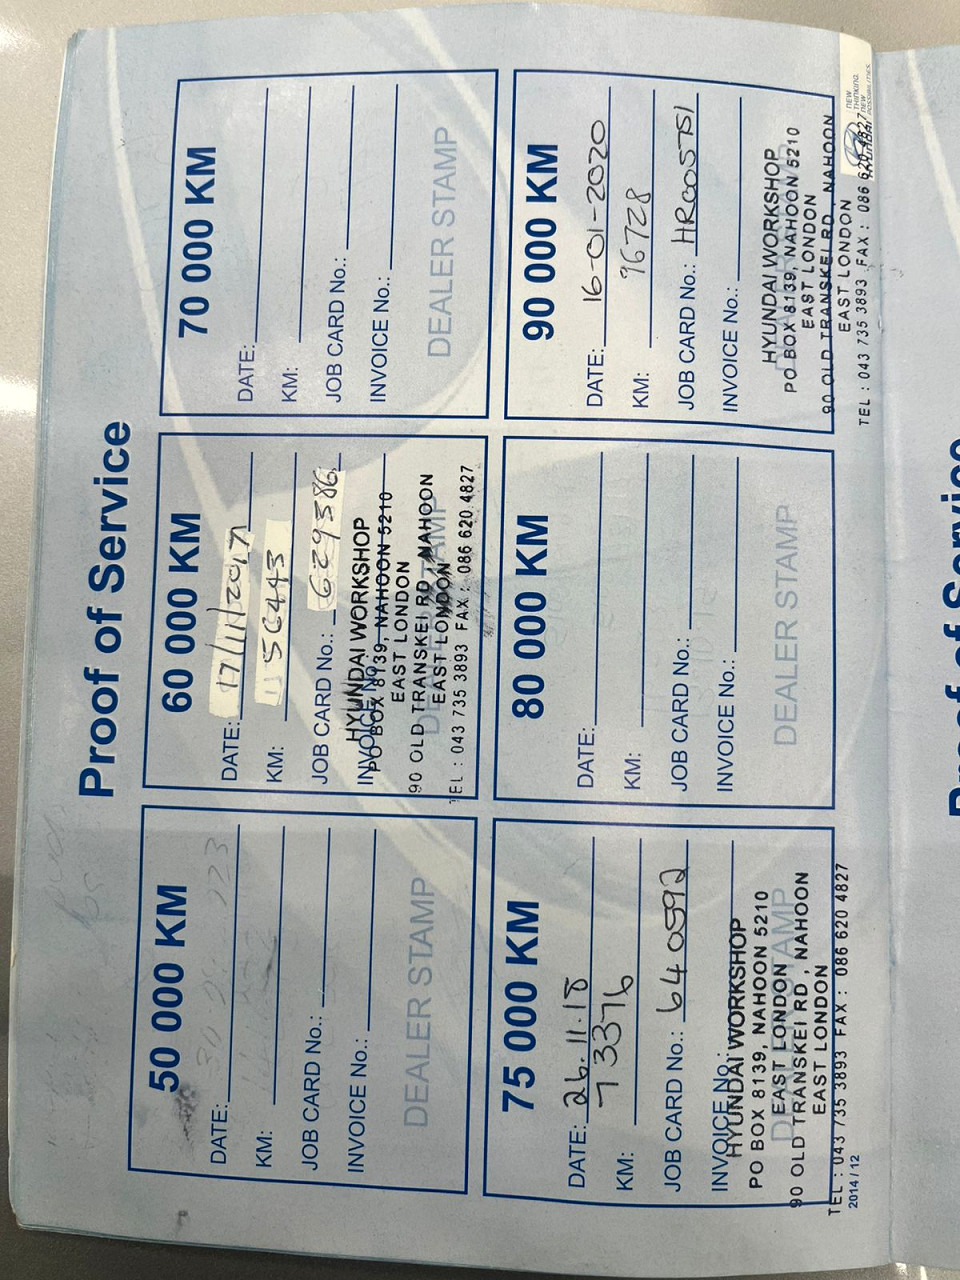 Proof of Service
50 000 KM
DATE:
KM:
JOB CARD No.:
INVOICE No.:
DEALER STAMP
60 000 KM
DATE: 17/11/2017
KM: 56443
JOB CARD No.: 629386
INVOICE No.:
HYUNDAI WORKSHOP
PO BOX 8139, NAHOON 5210
EAST LONDON
90 OLD TRANSKEI RD , NAHOON
EAST LONDON
TEL : 043 735 3893 FAX : 086 620 4827
DEALER STAMP
70 000 KM
DATE:
KM:
JOB CARD No.:
INVOICE No.:
DEALER STAMP
75 000 KM
DATE: 26.11.18
KM: 73376
JOB CARD No.: 640592
INVOICE No.:
HYUNDAI WORKSHOP
PO BOX 8139, NAHOON 5210
EAST LONDON
90 OLD TRANSKEI RD , NAHOON
EAST LONDON
TEL : 043 735 3893 FAX : 086 620 4827
DEALER STAMP
80 000 KM
DATE:
KM:
JOB CARD No.:
INVOICE No.:
DEALER STAMP
90 000 KM
DATE: 16-01-2020
KM: 96728
JOB CARD No.: HR005751
INVOICE No.:
HYUNDAI WORKSHOP
PO BOX 8139, NAHOON 5210
EAST LONDON
90 OLD TRANSKEI RD , NAHOON
EAST LONDON
TEL : 043 735 3893 FAX : 086 620 4827
NEW
THINKING.
NEW
POSSIBILITIES.
2014 / 12